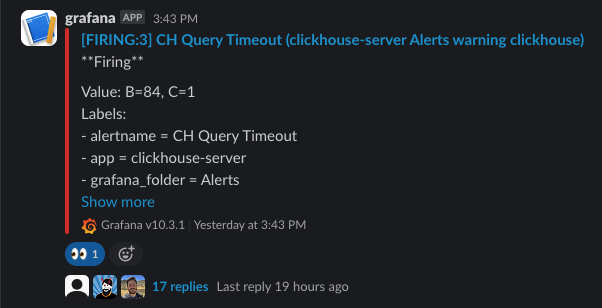 grafana APP 3:43 PM
[FIRING:3] CH Query Timeout (clickhouse-server Alerts warning clickhouse)
**Firing**
Value: B=84, C=1
Labels:
- alertname = CH Query Timeout
- app = clickhouse-server
- grafana_folder = Alerts
Show more
Grafana v10.3.1 | Yesterday at 3:43 PM
1
17 replies Last reply 19 hours ago